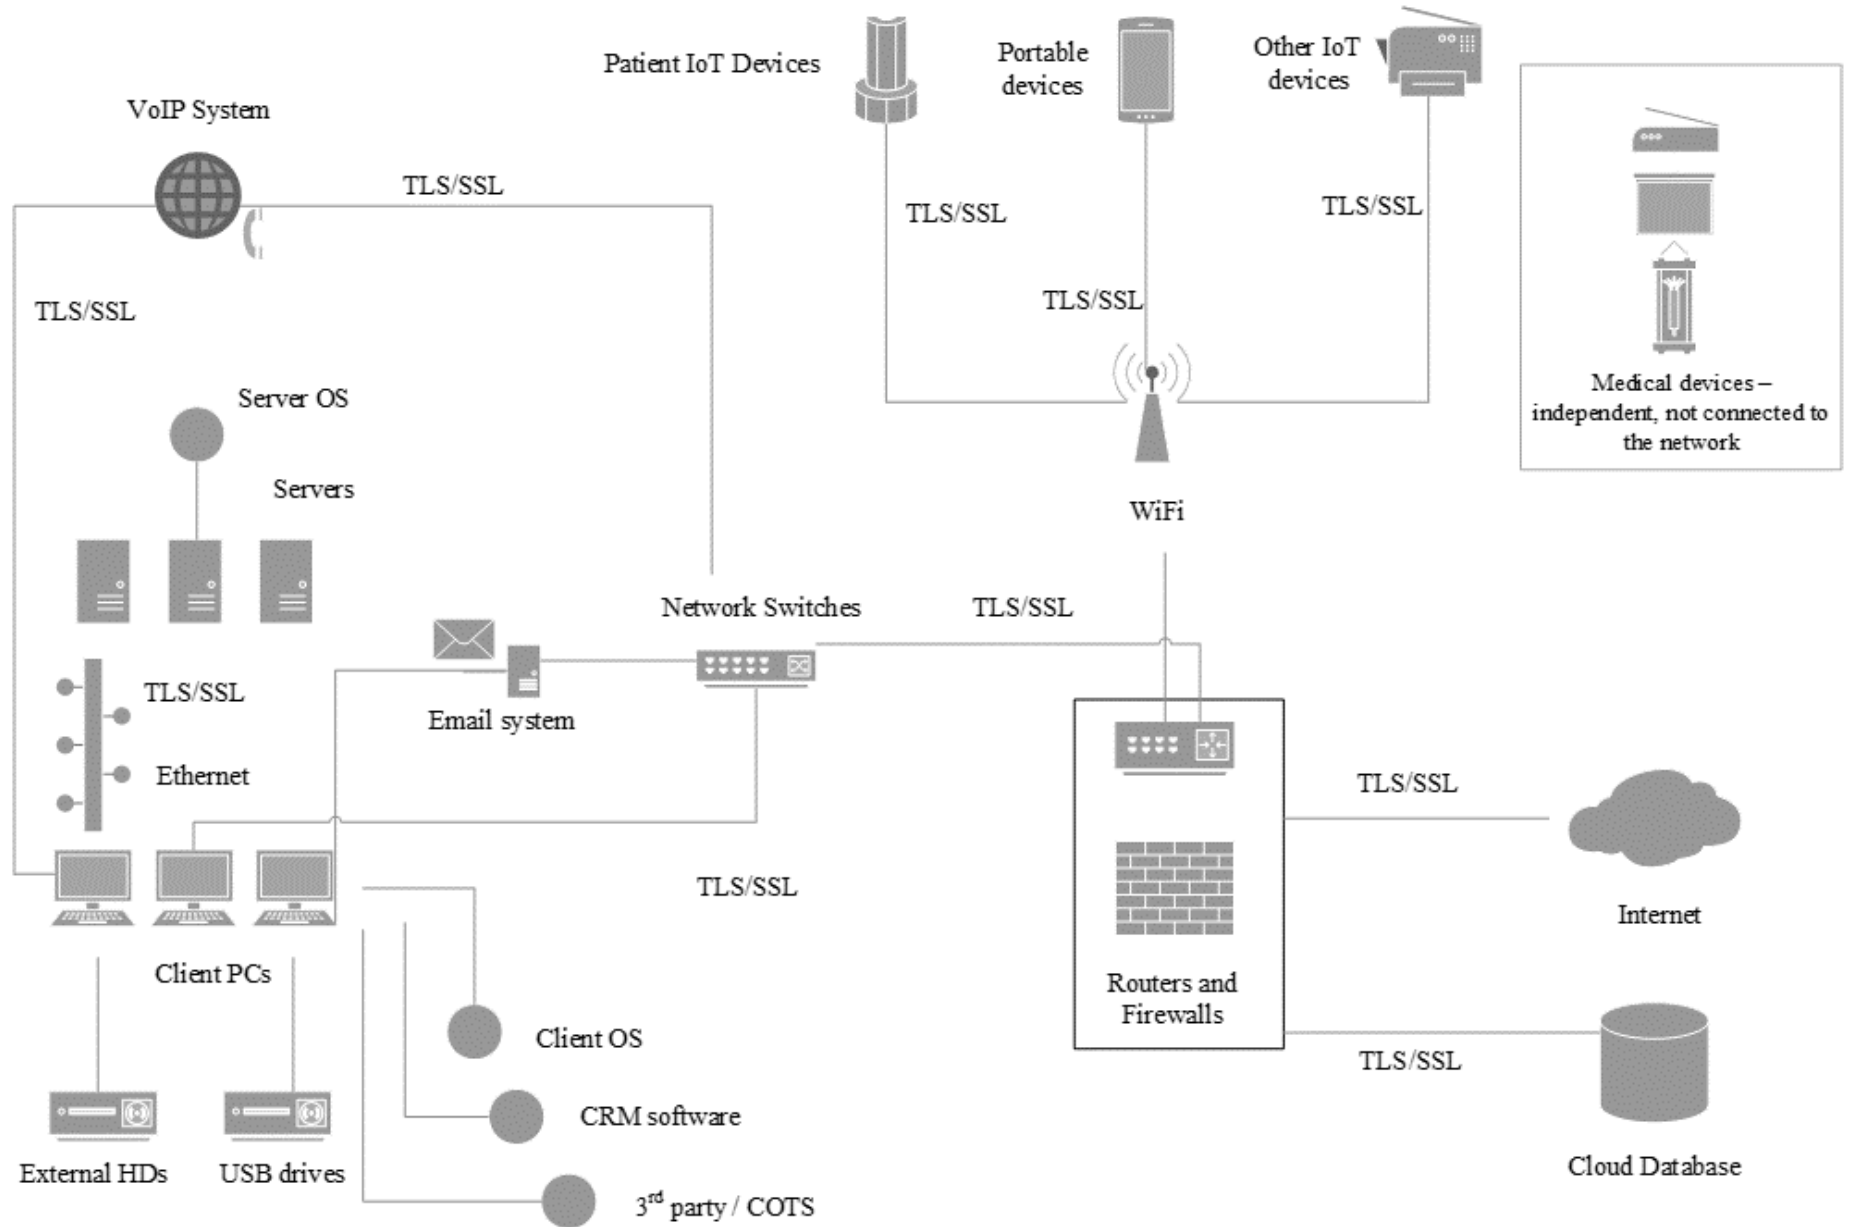 Patient IoT Devices
Portable
devices
Other IoT
devices
VoIP System
TLS/SSL
TLS/SSL
TLS/SSL
TLS/SSL
TLS/SSL
Medical devices –
independent, not connected to
the network
Server OS
Servers
WiFi
Network Switches
TLS/SSL
TLS/SSL
Email system
Ethernet
TLS/SSL
TLS/SSL
Internet
Client PCs
Routers and
Firewalls
Client OS
TLS/SSL
CRM software
External HDs
USB drives
Cloud Database
3rd party / COTS